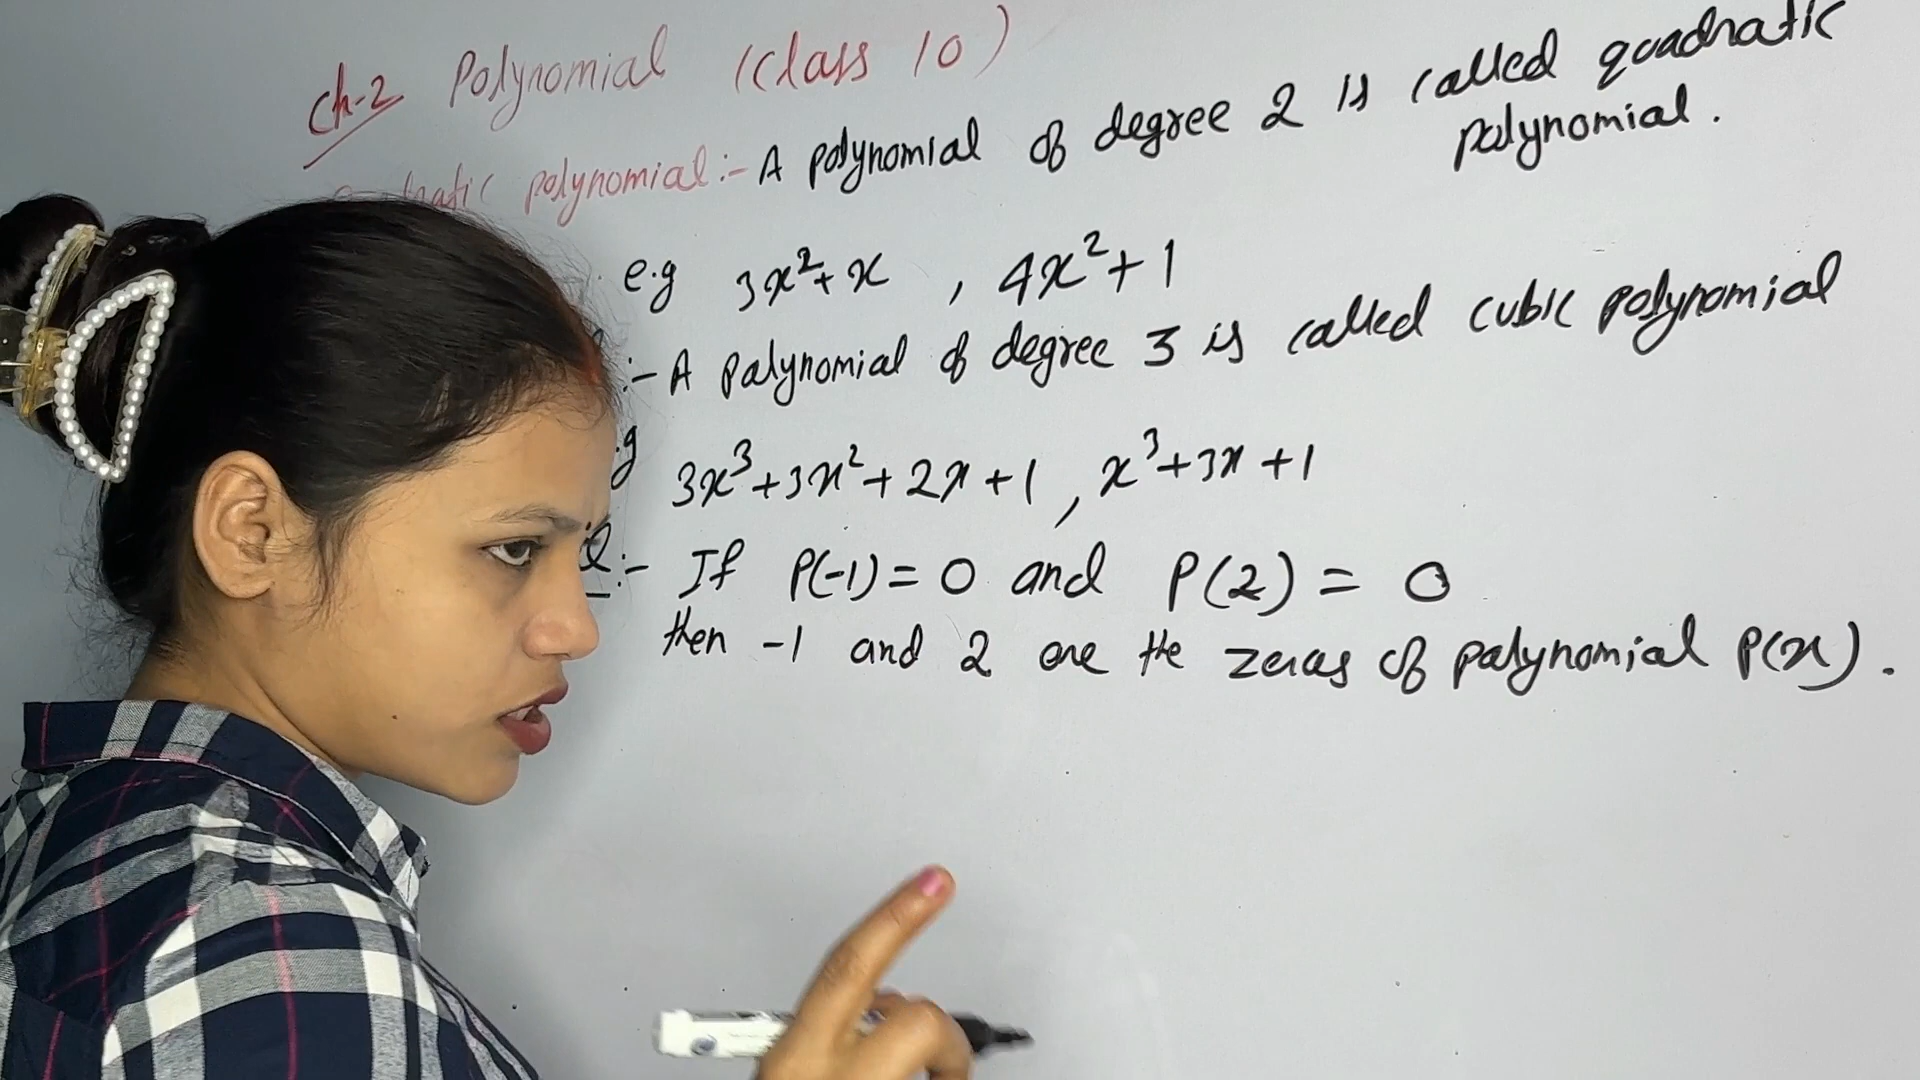 Ch-2 Polynomial (Class 10)
polynomial:- A polynomial of degree 2 is called quadratic
polynomial.
e.g 3x²+x , 4x²+1
:- A polynomial of degree 3 is called cubic polynomial
3x³+3x²+2x+1 , x³+3x+1
:- If P(-1)=0 and P(2) = 0
then -1 and 2 are the zeros of polynomial P(x).